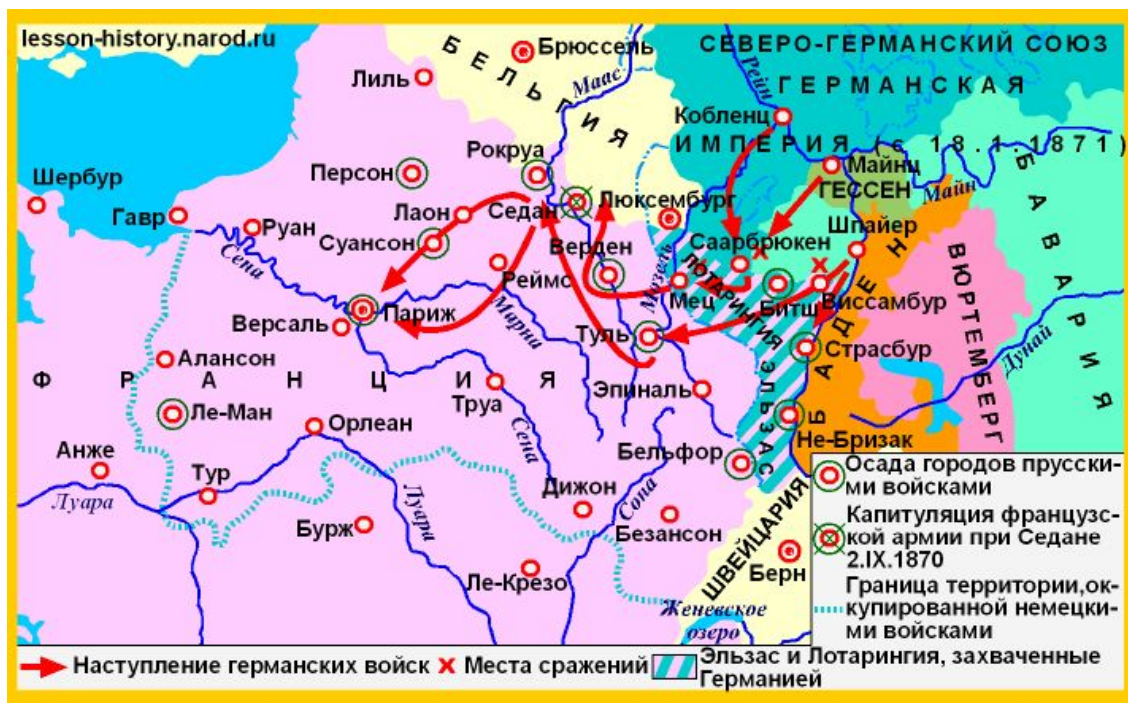 lesson-history.narod.ru
БЕЛЬГИЯ
Брюссель
Маас
Рейн
СЕВЕРО-ГЕРМАНСКИЙ СОЮЗ
ГЕРМАНСКАЯ
ИМПЕРИЯ (с 18.1.1871)
Лиль
Кобленц
Рокруа
Персон
Майнц
ГЕССЕН
Майн
БАВАРИЯ
Шербур
Гавр
Руан
Лаон
Седан
Люксембург
Шпайер
Суансон
Верден
Саарбрюкен
Сена
Реймс
Мозель
Мец
ЛОТАРИНГИЯ
Битш
Виссамбур
БАДЕН
ВЮРТЕМБЕРГ
Париж
Марни
Версаль
Туль
Страсбур
Дунай
Алансон
ФРАНЦИЯ
Труа
Эпиналь
ЭЛЬЗАС
Ле-Ман
Орлеан
Не-Бризак
Анже
Сена
Бельфор
Тур
Луара
Луара
Дижон
Сона
Бурж
Безансон
ШВЕЙЦАРИЯ
Берн
Ле-Крезо
Женевское
озеро
Осада городов прусски-
ми войсками
Капитуляция французс-
кой армии при Седане
2.IX.1870
Граница территории,ок-
купированной немецки-
ми войсками
Наступление германских войск
х Места сражений
Эльзас и Лотарингия, захваченные
Германией